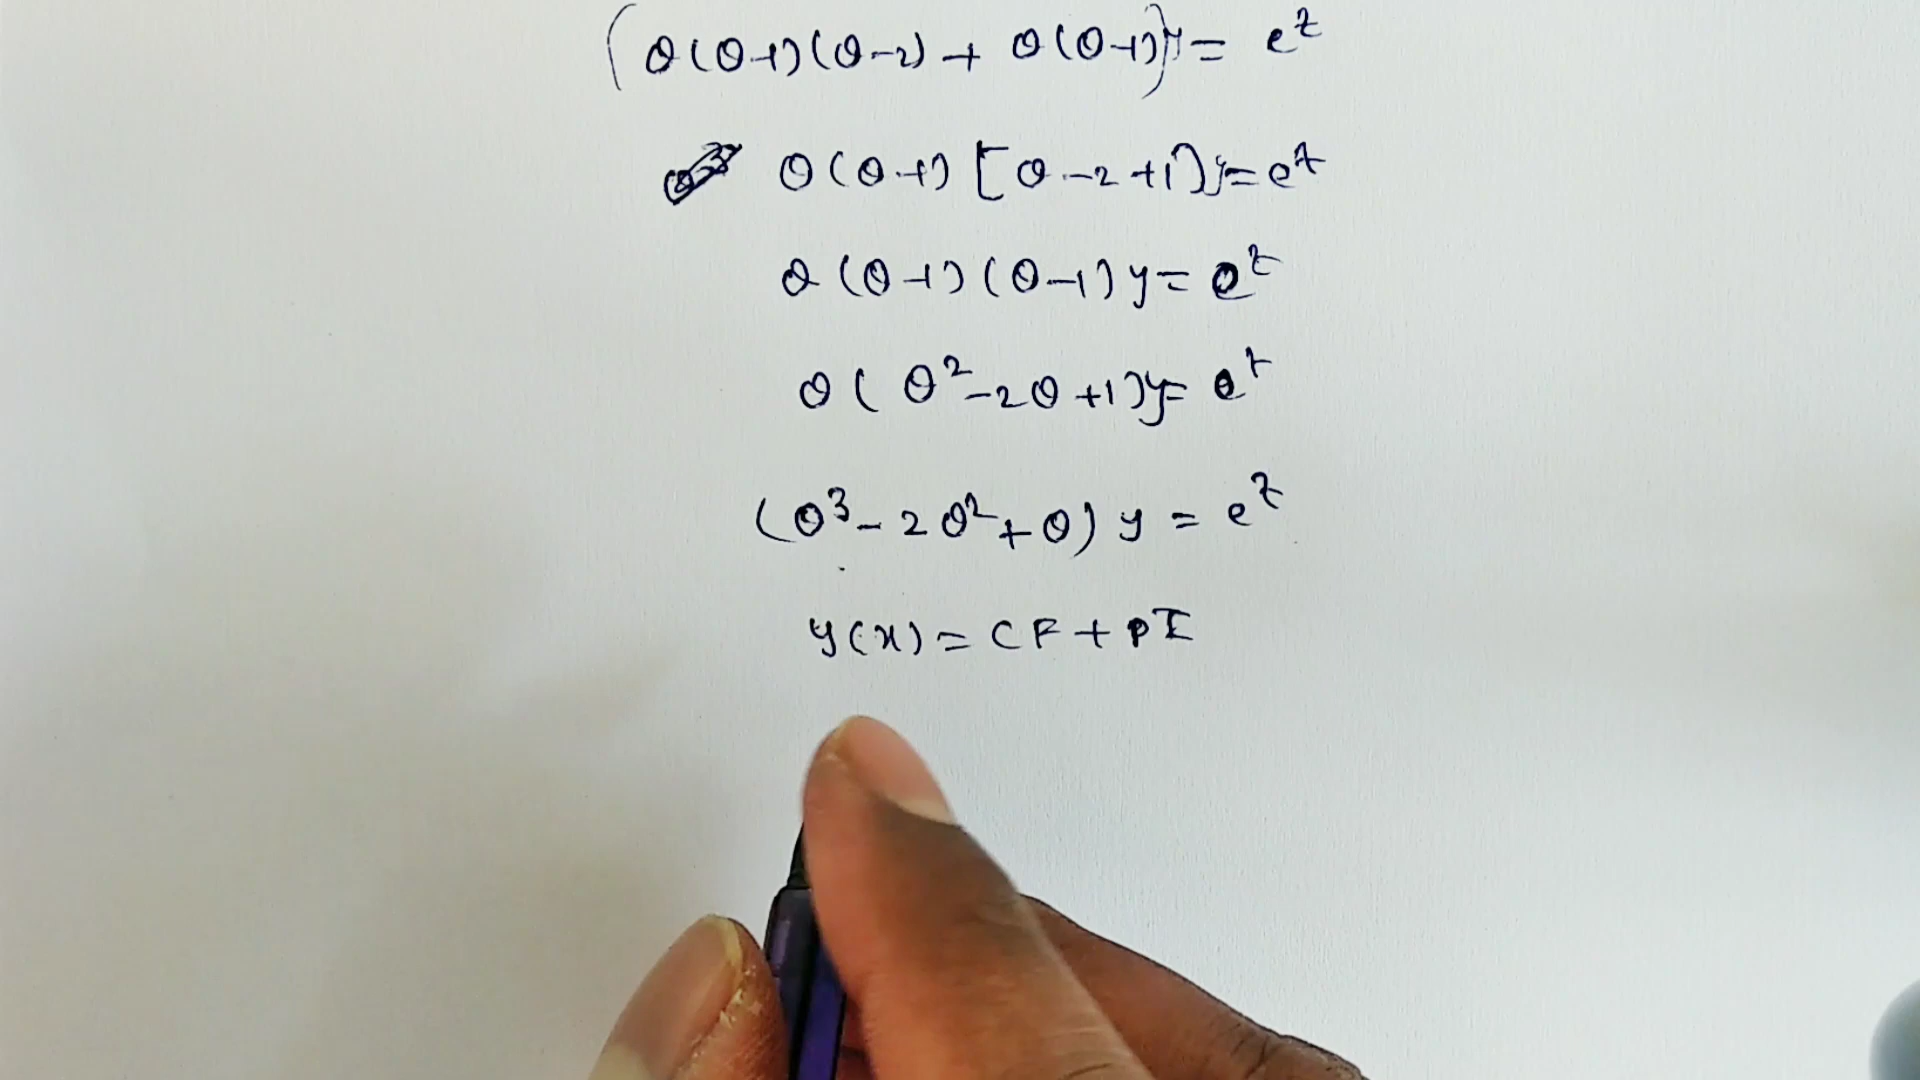 (θ(θ-1)(θ-2) + θ(θ-1))y = e^z
θ(θ-1) [θ-2+1]y = e^z
θ(θ-1)(θ-1)y = e^z
θ(θ²-2θ+1)y = e^z
(θ³-2θ²+θ)y = e^z
y(x) = CF + PI